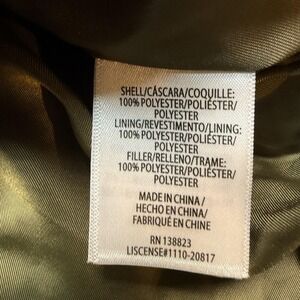 SHELL/CÁSCARA/COQUILLE:
100% POLYESTER/POLIÉSTER/
POLYESTER
LINING/REVESTIMENTO/LINING:
100% POLYESTER/POLIÉSTER/
POLYESTER
FILLER/RELLENO/TRAME:
100% POLYESTER/POLIÉSTER/
POLYESTER
MADE IN CHINA/
HECHO EN CHINA/
FABRIQUÉ EN CHINE
RN 138823
LISCENSE#1110-20817